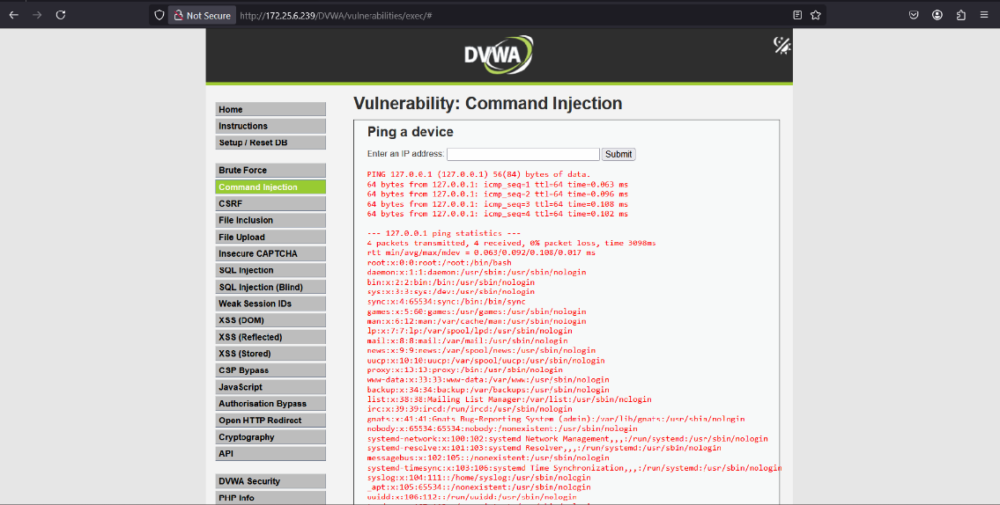 Not Secure http://172.25.6.239/DVWA/vulnerabilities/exec/#
DVWA
Home
Instructions
Setup / Reset DB
Brute Force
Command Injection
CSRF
File Inclusion
File Upload
Insecure CAPTCHA
SQL Injection
SQL Injection (Blind)
Weak Session IDs
XSS (DOM)
XSS (Reflected)
XSS (Stored)
CSP Bypass
JavaScript
Authorisation Bypass
Open HTTP Redirect
Cryptography
API
DVWA Security
PHP Info
Vulnerability: Command Injection
Ping a device
Enter an IP address: Submit
PING 127.0.0.1 (127.0.0.1) 56(84) bytes of data.
64 bytes from 127.0.0.1: icmp_seq=1 ttl=64 time=0.063 ms
64 bytes from 127.0.0.1: icmp_seq=2 ttl=64 time=0.096 ms
64 bytes from 127.0.0.1: icmp_seq=3 ttl=64 time=0.108 ms
64 bytes from 127.0.0.1: icmp_seq=4 ttl=64 time=0.102 ms
--- 127.0.0.1 ping statistics ---
4 packets transmitted, 4 received, 0% packet loss, time 3098ms
rtt min/avg/max/mdev = 0.063/0.092/0.108/0.017 ms
root:x:0:0:root:/root:/bin/bash
daemon:x:1:1:daemon:/usr/sbin:/usr/sbin/nologin
bin:x:2:2:bin:/bin:/usr/sbin/nologin
sys:x:3:3:sys:/dev:/usr/sbin/nologin
sync:x:4:65534:sync:/bin:/bin/sync
games:x:5:60:games:/usr/games:/usr/sbin/nologin
man:x:6:12:man:/var/cache/man:/usr/sbin/nologin
lp:x:7:7:lp:/var/spool/lpd:/usr/sbin/nologin
mail:x:8:8:mail:/var/mail:/usr/sbin/nologin
news:x:9:9:news:/var/spool/news:/usr/sbin/nologin
uucp:x:10:10:uucp:/var/spool/uucp:/usr/sbin/nologin
proxy:x:13:13:proxy:/bin:/usr/sbin/nologin
www-data:x:33:33:www-data:/var/www:/usr/sbin/nologin
backup:x:34:34:backup:/var/backups:/usr/sbin/nologin
list:x:38:38:Mailing List Manager:/var/list:/usr/sbin/nologin
irc:x:39:39:ircd:/run/ircd:/usr/sbin/nologin
gnats:x:41:41:Gnats Bug-Reporting System (admin):/var/lib/gnats:/usr/sbin/nologin
nobody:x:65534:65534:nobody:/nonexistent:/usr/sbin/nologin
systemd-network:x:100:102:systemd Network Management,,,:/run/systemd:/usr/sbin/nologin
systemd-resolve:x:101:103:systemd Resolver,,,:/run/systemd:/usr/sbin/nologin
messagebus:x:102:105::/nonexistent:/usr/sbin/nologin
systemd-timesync:x:103:106:systemd Time Synchronization,,,:/run/systemd:/usr/sbin/nologin
syslog:x:104:111::/home/syslog:/usr/sbin/nologin
_apt:x:105:65534::/nonexistent:/usr/sbin/nologin
uuidd:x:106:112::/run/uuidd:/usr/sbin/nologin